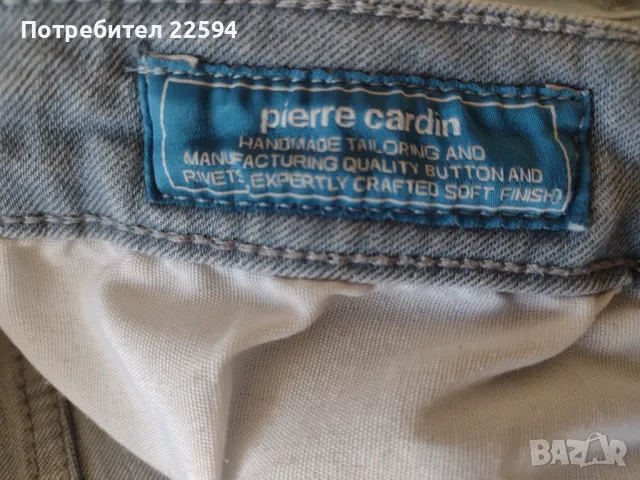 Потребител 22594
pierre cardin
HANDMADE TAILORING AND
MANUFACTURING QUALITY BUTTON AND
RIVETS EXPERTLY CRAFTED SOFT FINISH
BAZAR